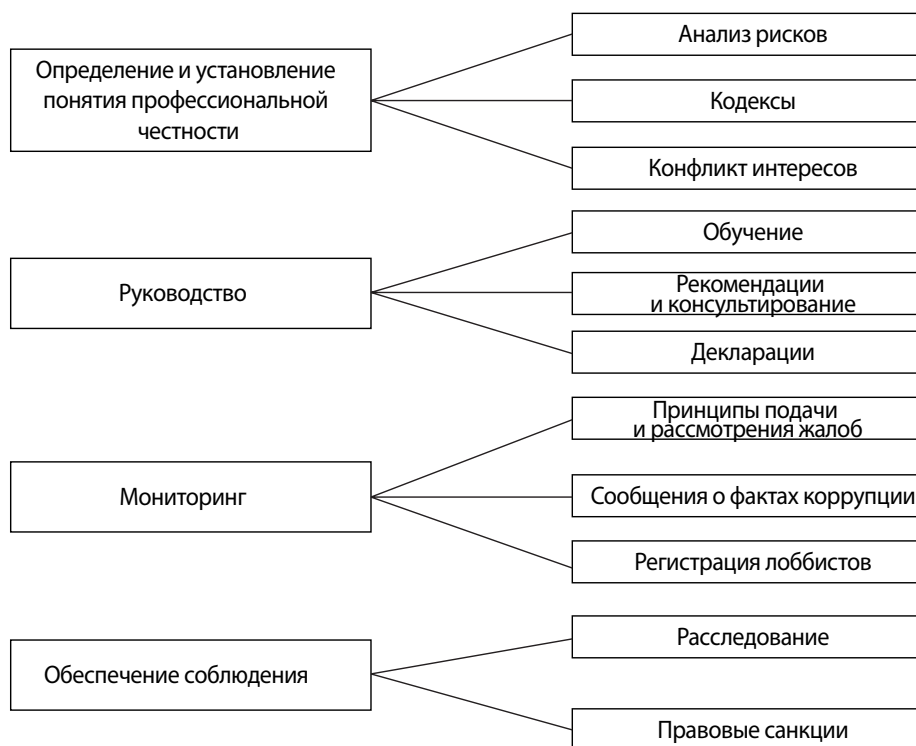 Определение и установление
понятия профессиональной
честности
Анализ рисков
Кодексы
Конфликт интересов
Руководство
Обучение
Рекомендации
и консультирование
Декларации
Мониторинг
Принципы подачи
и рассмотрения жалоб
Сообщения о фактах коррупции
Регистрация лоббистов
Обеспечение соблюдения
Расследование
Правовые санкции